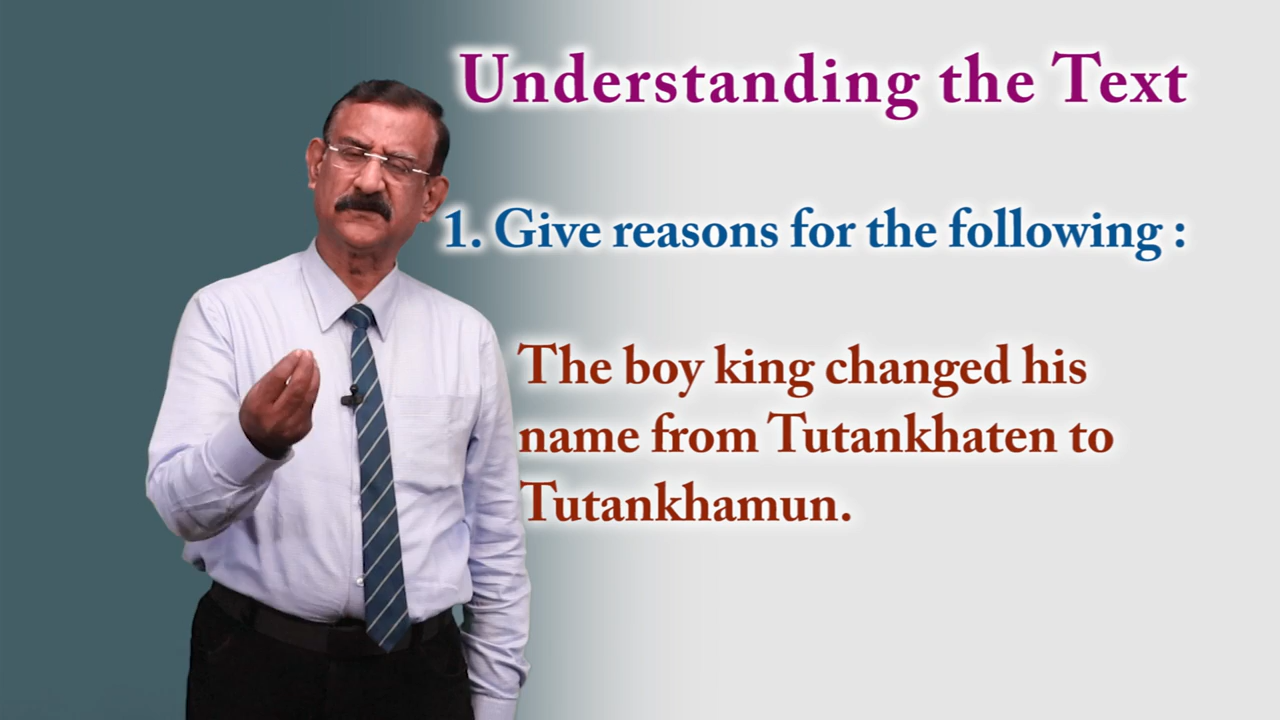 Understanding the Text
1. Give reasons for the following :
The boy king changed his
name from Tutankhaten to
Tutankhamun.